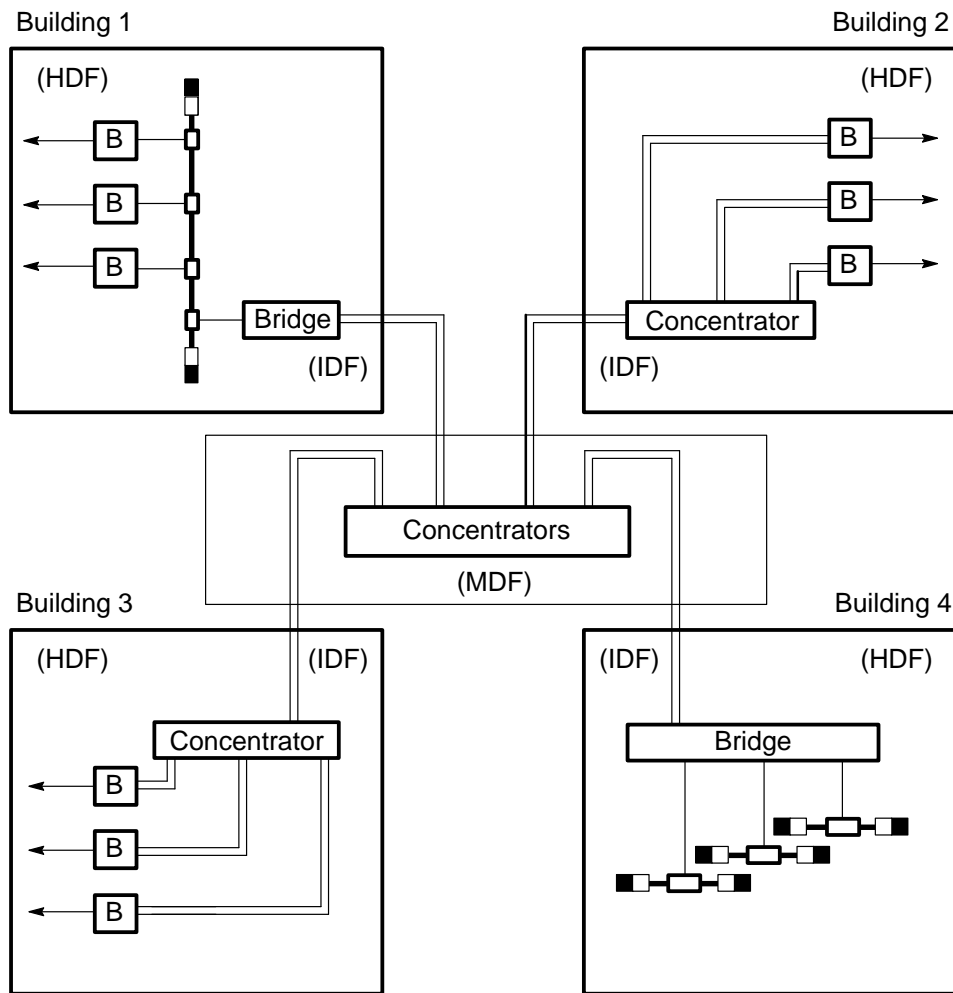 Building 1
(HDF)
B
B
B
Bridge
(IDF)
Building 2
(HDF)
B
B
B
Concentrator
(IDF)
Concentrators
(MDF)
Building 3
(HDF)
(IDF)
Concentrator
B
B
B
Building 4
(IDF)
(HDF)
Bridge